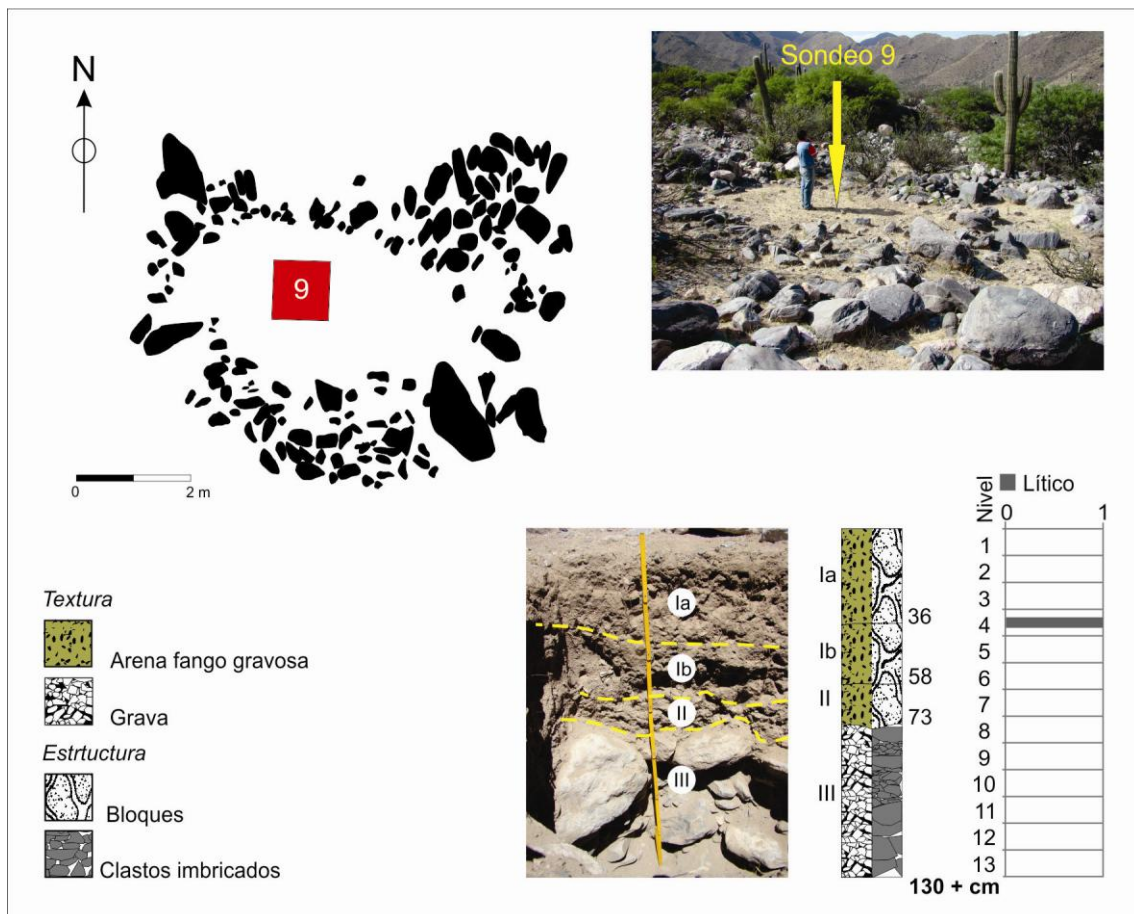 N
9
0
2 m
Sondeo 9
Textura
Arena fango gravosa
Grava
Estrtuctura
Bloques
Clastos imbricados
Ia
Ib
II
III
Ia
36
Ib
58
II
73
III
130 + cm
Nivel
Lítico
0 1
1
2
3
4
5
6
7
8
9
10
11
12
13